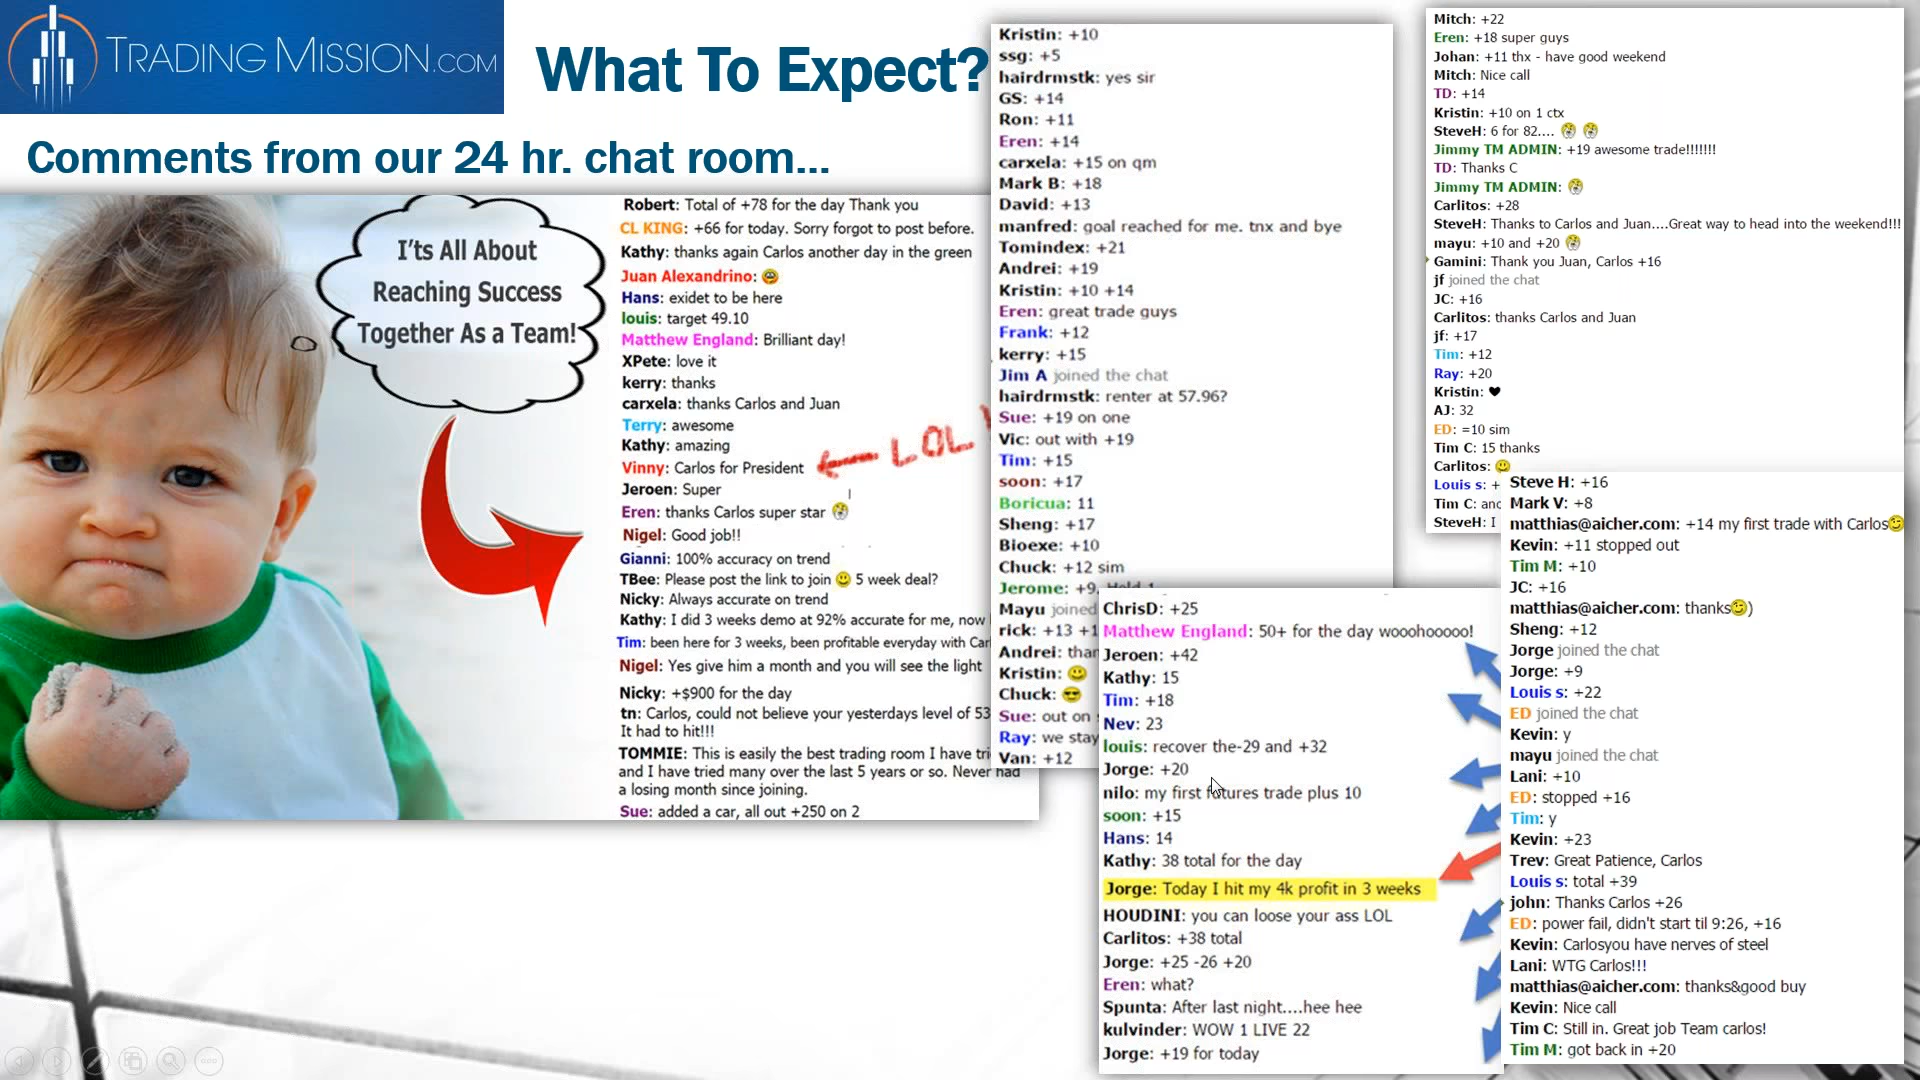 TRADING MISSION.COM
What To Expect?
Comments from our 24 hr. chat room...
I'ts All About
Reaching Success
Together As a Team!
Robert: Total of +78 for the day Thank you
CL KING: +66 for today. Sorry forgot to post before.
Kathy: thanks again Carlos another day in the green
Juan Alexandrino:
Hans: exidet to be here
louis: target 49.10
Matthew England: Brilliant day!
XPete: love it
kerry: thanks
carxela: thanks Carlos and Juan
Terry: awesome
Kathy: amazing
Vinny: Carlos for President
LOL
Jeroen: Super
Eren: thanks Carlos super star
Nigel: Good job!!
Gianni: 100% accuracy on trend
TBee: Please post the link to join 5 week deal?
Nicky: Always accurate on trend
Kathy: I did 3 weeks demo at 92% accurate for me, now
Tim: been here for 3 weeks, been profitable everyday with Carl
Nigel: Yes give him a month and you will see the light
Nicky: +$900 for the day
tn: Carlos, could not believe your yesterdays level of 53
It had to hit!!!
TOMMIE: This is easily the best trading room I have tri
and I have tried many over the last 5 years or so. Never had
a losing month since joining.
Sue: added a car, all out +250 on 2
Kristin: +10
ssg: +5
hairdrmstk: yes sir
GS: +14
Ron: +11
Eren: +14
carxela: +15 on qm
Mark B: +18
David: +13
manfred: goal reached for me. tnx and bye
Tomindex: +21
Andrei: +19
Kristin: +10 +14
Eren: great trade guys
Frank: +12
kerry: +15
Jim A joined the chat
hairdrmstk: renter at 57.96?
Sue: +19 on one
Vic: out with +19
Tim: +15
soon: +17
Boricua: 11
Sheng: +17
Bioexe: +10
Chuck: +12 sim
Jerome: +9. Hold 1
Mayu joined
rick: +13 +1
Andrei: than
Kristin:
Chuck:
Sue: out on
Ray: we stay
Van: +12
ChrisD: +25
Matthew England: 50+ for the day wooohooooo!
Jeroen: +42
Kathy: 15
Tim: +18
Nev: 23
louis: recover the-29 and +32
Jorge: +20
nilo: my first futures trade plus 10
soon: +15
Hans: 14
Kathy: 38 total for the day
Jorge: Today I hit my 4k profit in 3 weeks
HOUDINI: you can loose your ass LOL
Carlitos: +38 total
Jorge: +25 -26 +20
Eren: what?
Spunta: After last night....hee hee
kulvinder: WOW 1 LIVE 22
Jorge: +19 for today
Mitch: +22
Eren: +18 super guys
Johan: +11 thx - have good weekend
Mitch: Nice call
TD: +14
Kristin: +10 on 1 ctx
SteveH: 6 for 82....
Jimmy TM ADMIN: +19 awesome trade!!!!!!!
TD: Thanks C
Jimmy TM ADMIN:
Carlitos: +28
SteveH: Thanks to Carlos and Juan....Great way to head into the weekend!!!
mayu: +10 and +20
Gamini: Thank you Juan, Carlos +16
jf joined the chat
JC: +16
Carlitos: thanks Carlos and Juan
jf: +17
Tim: +12
Ray: +20
Kristin: ♥
AJ: 32
ED: =10 sim
Tim C: 15 thanks
Carlitos:
Louis s: +
Tim C: and
SteveH: I
Steve H: +16
Mark V: +8
matthias@aicher.com: +14 my first trade with Carlos
Kevin: +11 stopped out
Tim M: +10
JC: +16
matthias@aicher.com: thanks )
Sheng: +12
Jorge joined the chat
Jorge: +9
Louis s: +22
ED joined the chat
Kevin: y
mayu joined the chat
Lani: +10
ED: stopped +16
Tim: y
Kevin: +23
Trev: Great Patience, Carlos
Louis s: total +39
john: Thanks Carlos +26
ED: power fail, didn't start til 9:26, +16
Kevin: Carlosyou have nerves of steel
Lani: WTG Carlos!!!
matthias@aicher.com: thanks&good buy
Kevin: Nice call
Tim C: Still in. Great job Team carlos!
Tim M: got back in +20